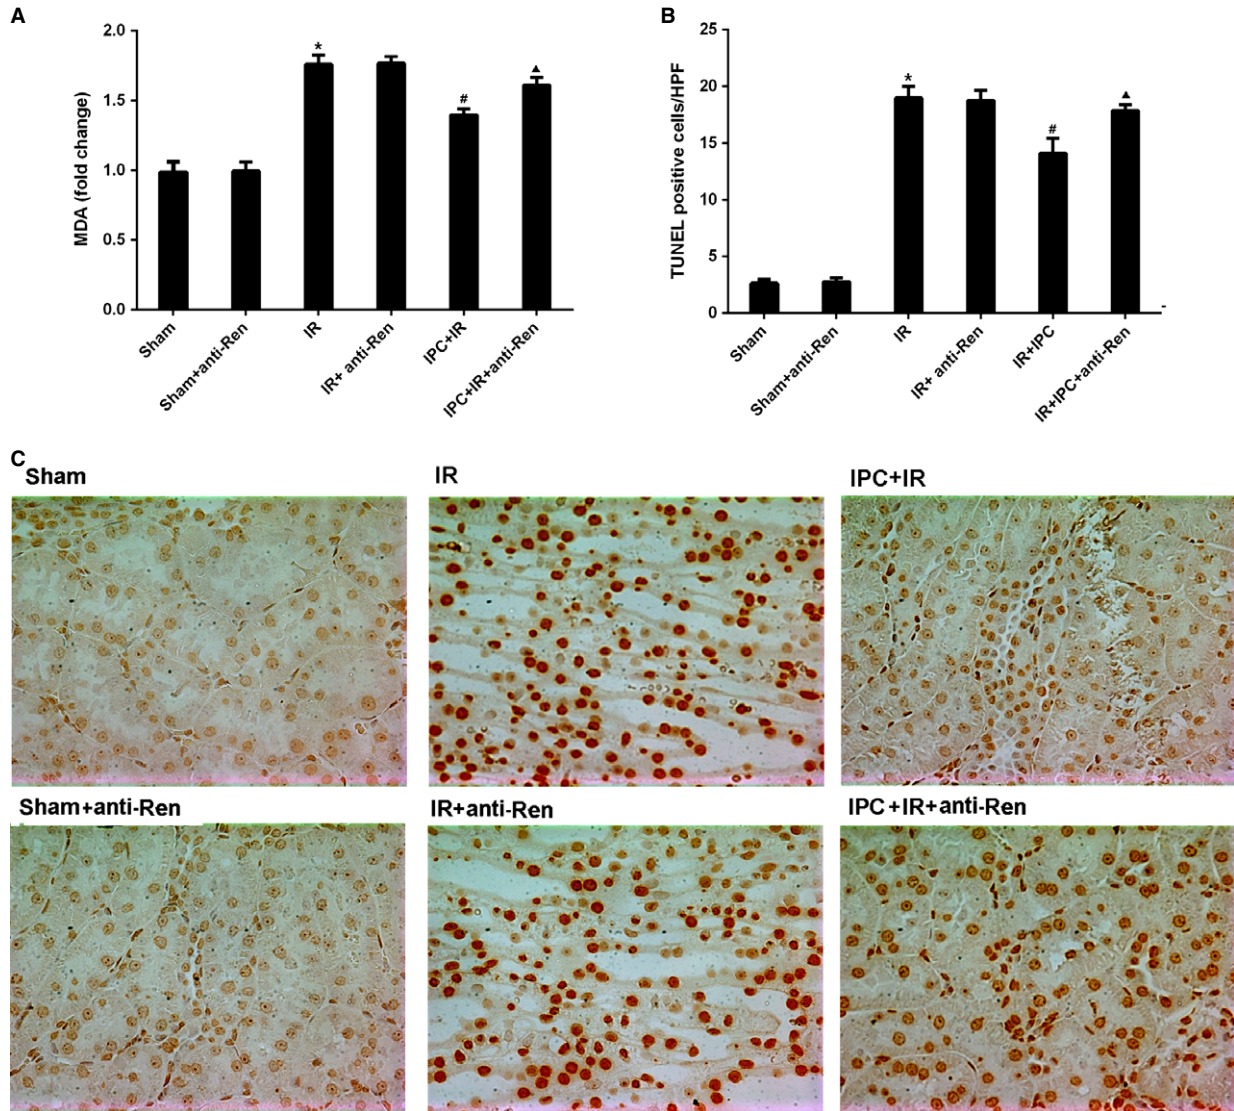 A
MDA (fold change)
2.0
1.5
1.0
0.5
0.0
*
#
▲
Sham
Sham+anti-Ren
IR
IR+ anti-Ren
IPC+IR
IPC+IR+anti-Ren
B
TUNEL positive cells/HPF
25
20
15
10
5
0
*
#
▲
-
Sham
Sham+anti-Ren
IR
IR+ anti-Ren
IR+IPC
IR+IPC+anti-Ren
C
Sham
IR
IPC+IR
Sham+anti-Ren
IR+anti-Ren
IPC+IR+anti-Ren